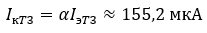 IкТ3 = αIэТ3 ≈ 155,2 мкА